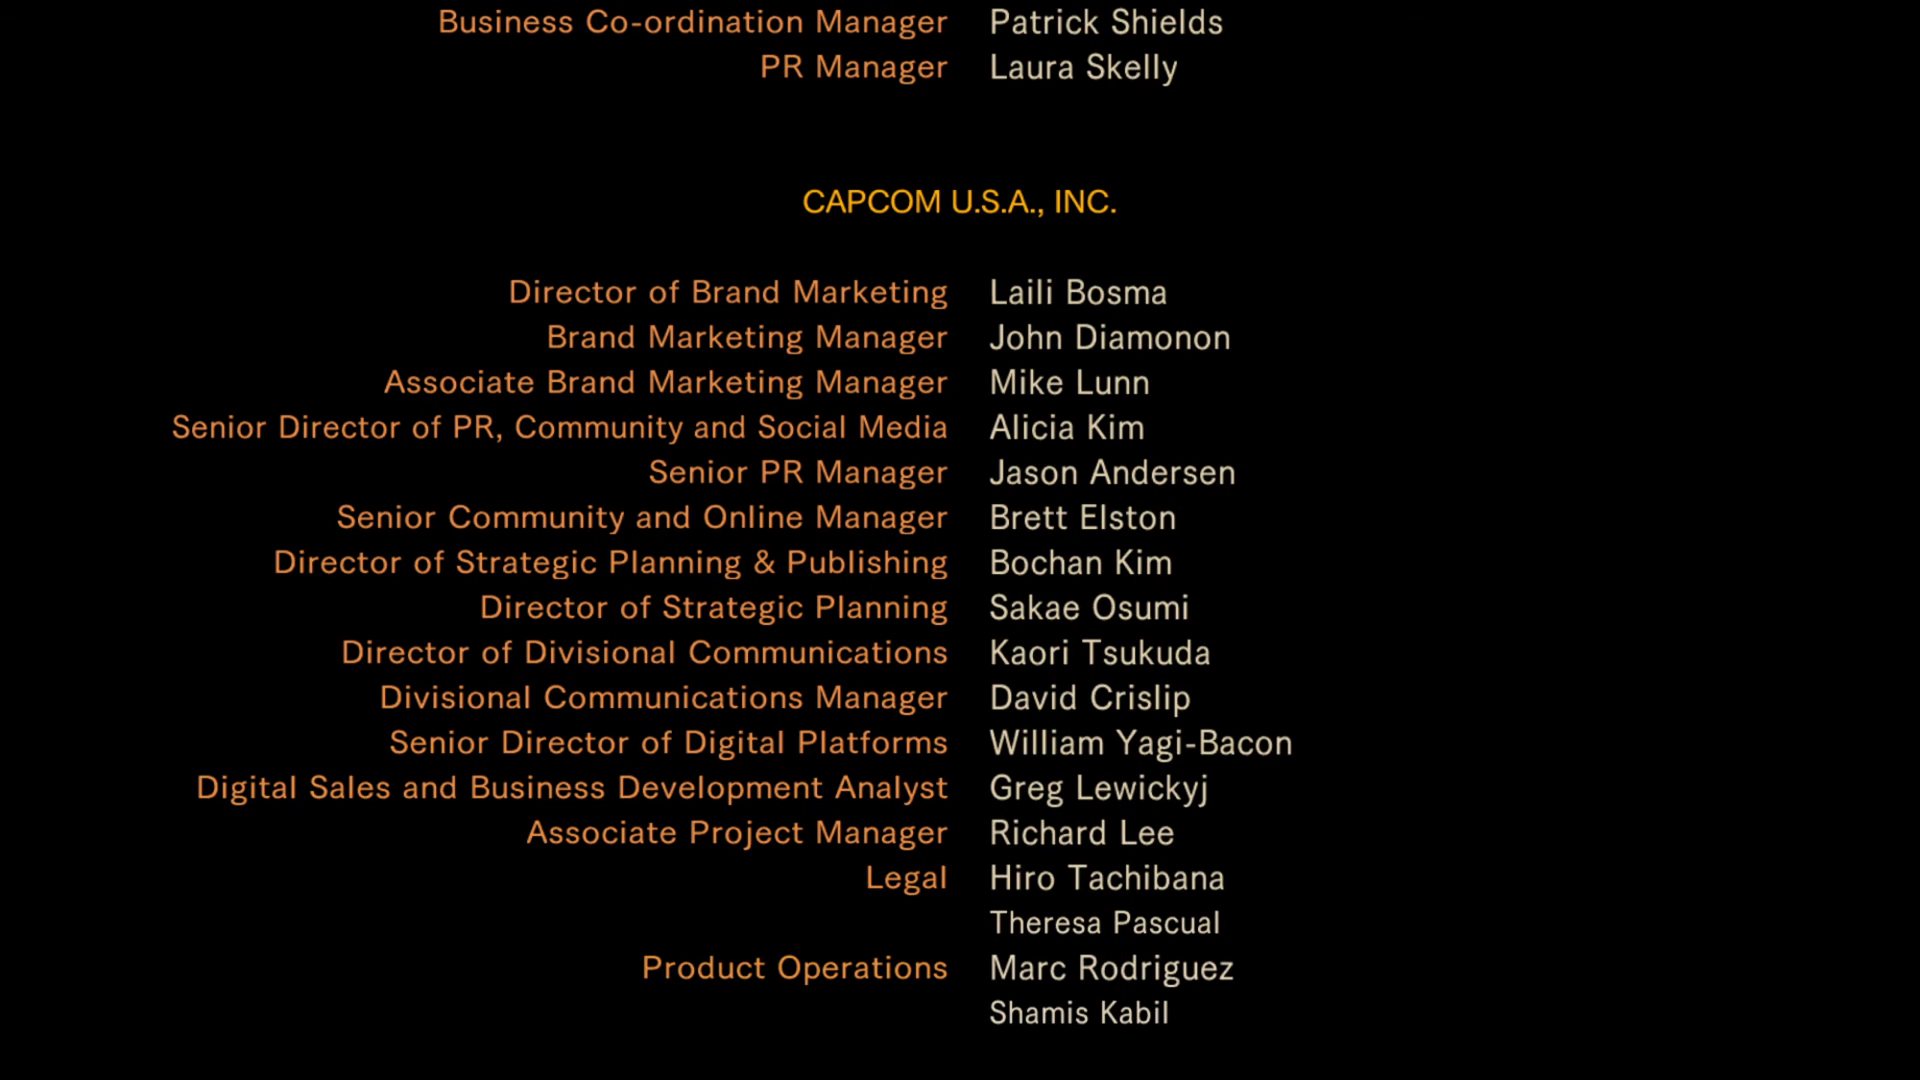 Business Co-ordination Manager Patrick Shields
PR Manager Laura Skelly
CAPCOM U.S.A., INC.
Director of Brand Marketing Laili Bosma
Brand Marketing Manager John Diamonon
Associate Brand Marketing Manager Mike Lunn
Senior Director of PR, Community and Social Media Alicia Kim
Senior PR Manager Jason Andersen
Senior Community and Online Manager Brett Elston
Director of Strategic Planning & Publishing Bochan Kim
Director of Strategic Planning Sakae Osumi
Director of Divisional Communications Kaori Tsukuda
Divisional Communications Manager David Crislip
Senior Director of Digital Platforms William Yagi-Bacon
Digital Sales and Business Development Analyst Greg Lewickyj
Associate Project Manager Richard Lee
Legal Hiro Tachibana
Theresa Pascual
Product Operations Marc Rodriguez
Shamis Kabil